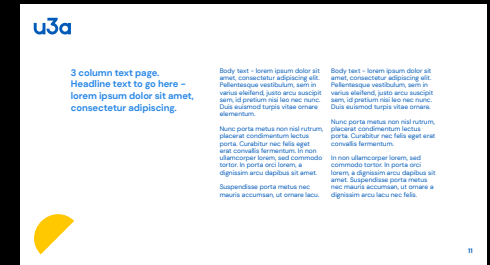 u3a
3 column text page.
Headline text to go here –
lorem ipsum dolor sit amet,
consectetur adipiscing.
Body text - lorem ipsum dolor sit
amet, consectetur adipiscing elit.
Pellentesque vestibulum, sem in
varius eleifend, justo arcu suscipit
sem, id pretium nisi leo nec nunc.
Duis euismod turpis vitae ornare
elementum.
Nunc porta metus non nisl rutrum,
placerat condimentum lectus
porta. Curabitur nec felis eget
erat convallis fermentum. In non
ullamcorper lorem, sed commodo
tortor. In porta orci lorem, a
dignissim arcu dapibus sit amet.
Suspendisse porta metus nec
mauris accumsan, ut ornare lacu.
Body text - lorem ipsum dolor sit
amet, consectetur adipiscing elit.
Pellentesque vestibulum, sem in
varius eleifend, justo arcu suscipit
sem, id pretium nisi leo nec nunc.
Duis euismod turpis vitae ornare.
Nunc porta metus non nisl rutrum,
placerat condimentum lectus
porta. Curabitur nec felis eget erat
convallis fermentum.
In non ullamcorper lorem, sed
commodo tortor. In porta orci
lorem, a dignissim arcu dapibus sit
amet. Suspendisse porta metus
nec mauris accumsan, ut ornare a
dignissim arcu lacu nec felis.
11